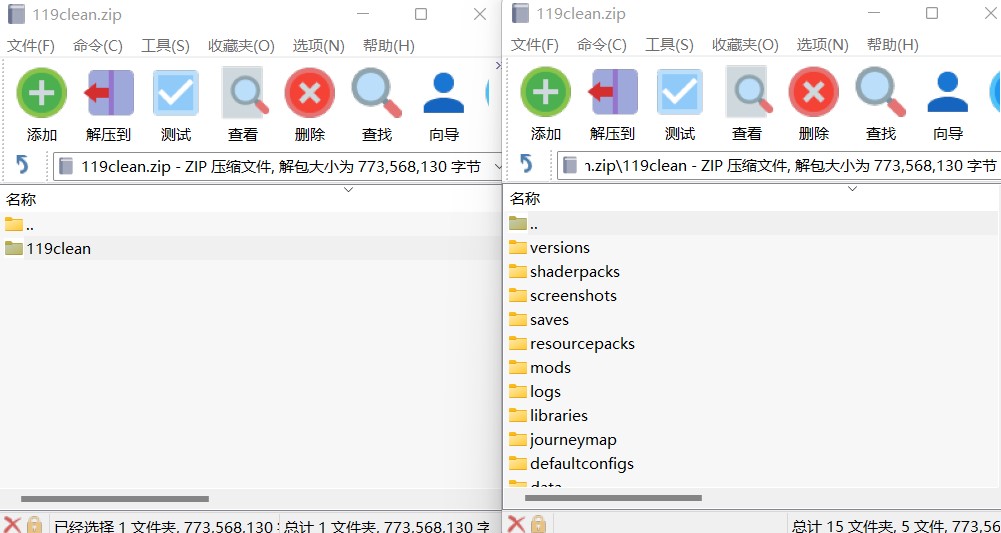 119clean.zip
文件(F) 命令(C) 工具(S) 收藏夹(O) 选项(N) 帮助(H)
添加 解压到 测试 查看 删除 查找 向导
119clean.zip - ZIP 压缩文件, 解包大小为 773,568,130 字节
名称
..
119clean
已经选择 1 文件夹, 773,568,130 总计 1 文件夹, 773,568,130 字
119clean.zip
文件(F) 命令(C) 工具(S) 收藏夹(O) 选项(N) 帮助(H)
添加 解压到 测试 查看 删除 查找 向导
.zip\119clean - ZIP 压缩文件, 解包大小为 773,568,130 字节
名称
..
versions
shaderpacks
screenshots
saves
resourcepacks
mods
logs
libraries
journeymap
defaultconfigs
data
总计 15 文件夹, 5 文件, 773,56